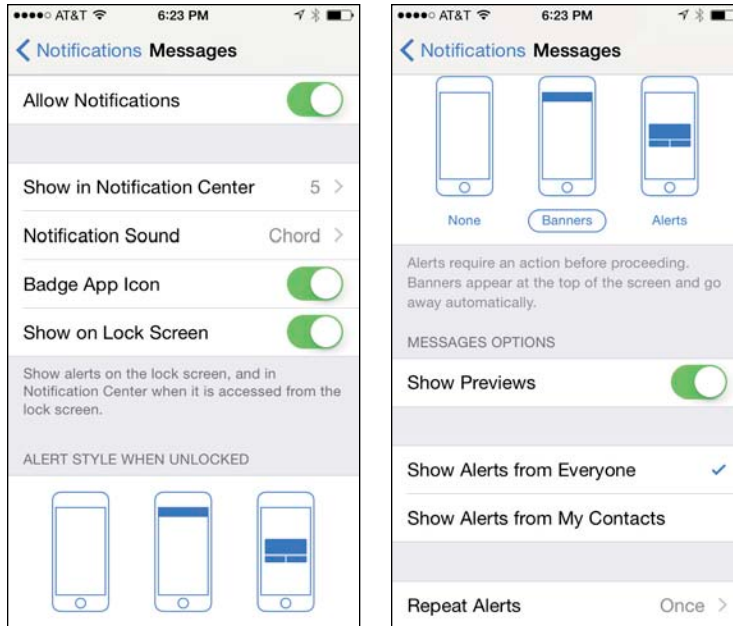 AT&T 6:23 PM
Notifications Messages
Allow Notifications
Show in Notification Center 5
Notification Sound Chord
Badge App Icon
Show on Lock Screen
Show alerts on the lock screen, and in
Notification Center when it is accessed from the
lock screen.
ALERT STYLE WHEN UNLOCKED
AT&T 6:23 PM
Notifications Messages
None Banners Alerts
Alerts require an action before proceeding.
Banners appear at the top of the screen and go
away automatically.
MESSAGES OPTIONS
Show Previews
Show Alerts from Everyone
Show Alerts from My Contacts
Repeat Alerts Once